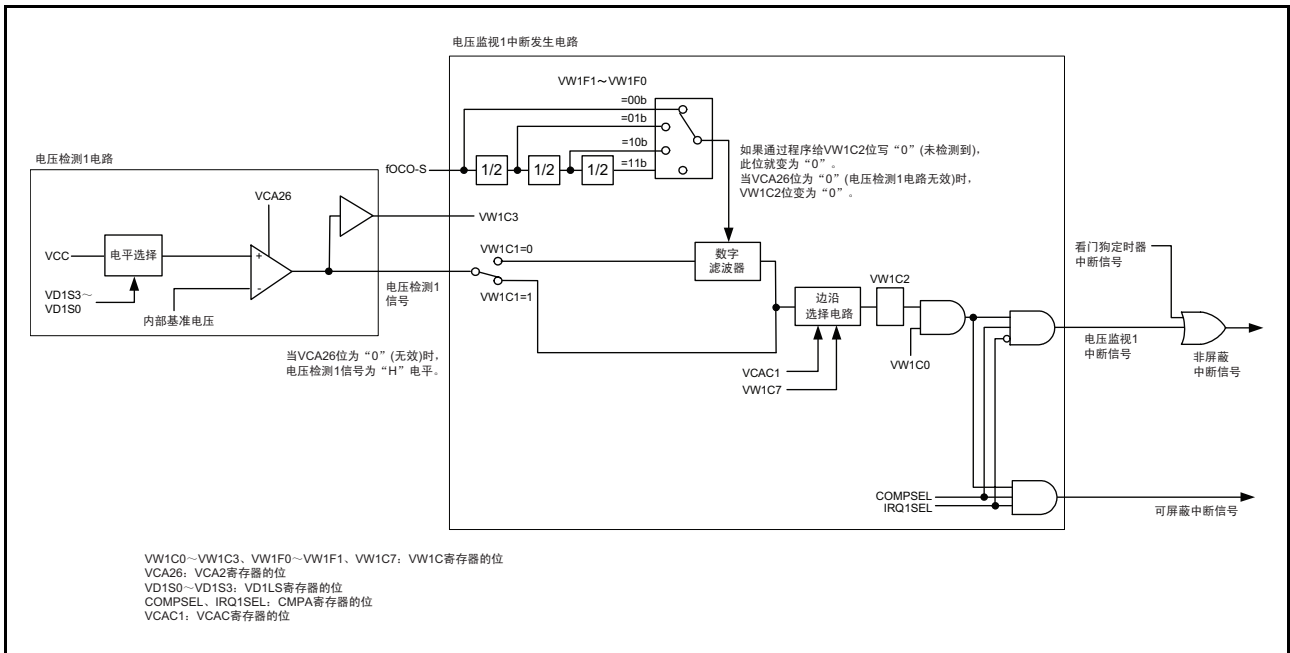 电压监视1中断发生电路
VW1F1～VW1F0
=00b
=01b
=10b
=11b
fOCO-S
1/2
1/2
1/2
如果通过程序给VW1C2位写“0”(未检测到)，
此位就变为“0”。
当VCA26位为“0”(电压检测1电路无效)时，
VW1C2位变为“0”。
电压检测1电路
VCA26
VCC
电平选择
+
-
VD1S3～
VD1S0
内部基准电压
VW1C3
VW1C1=0
VW1C1=1
电压检测1
信号
数字
滤波器
当VCA26位为“0”(无效)时，
电压检测1信号为“H”电平。
边沿
选择电路
VCAC1
VW1C7
VW1C2
VW1C0
看门狗定时器
中断信号
电压监视1
中断信号
非屏蔽
中断信号
COMPSEL
IRQ1SEL
可屏蔽中断信号
VW1C0～VW1C3、VW1F0～VW1F1、VW1C7：VW1C寄存器的位
VCA26：VCA2寄存器的位
VD1S0～VD1S3：VD1LS寄存器的位
COMPSEL、IRQ1SEL：CMPA寄存器的位
VCAC1：VCAC寄存器的位